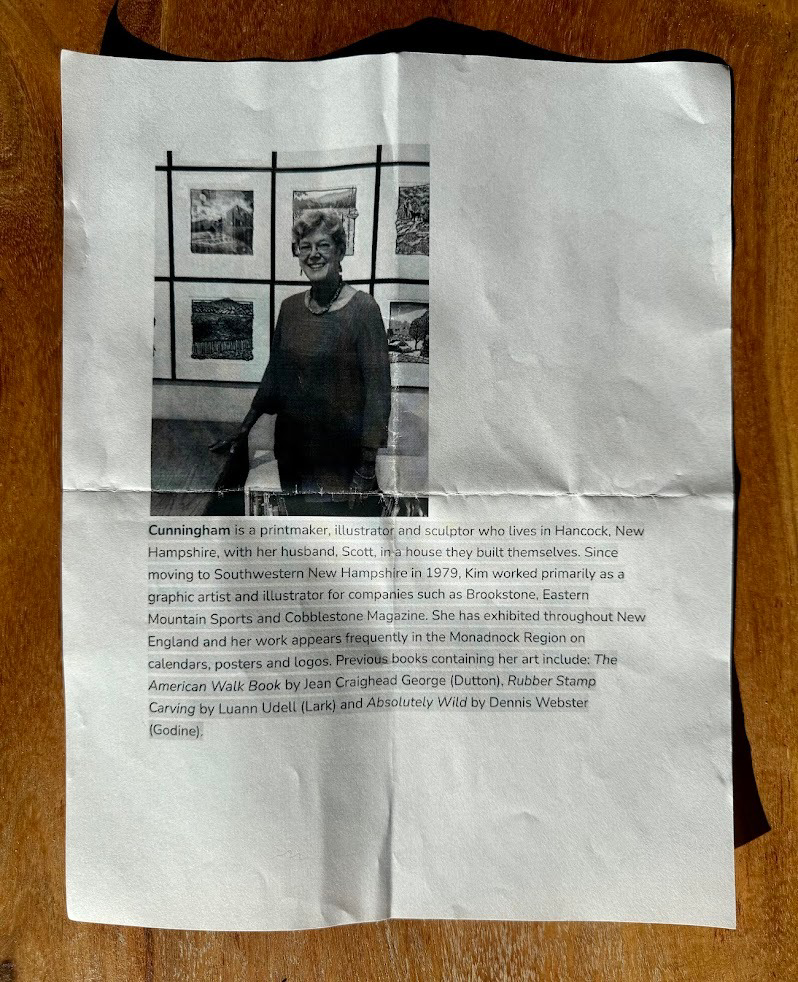 Cunningham is a printmaker, illustrator and sculptor who lives in Hancock, New
Hampshire, with her husband, Scott, in a house they built themselves. Since
moving to Southwestern New Hampshire in 1979, Kim worked primarily as a
graphic artist and illustrator for companies such as Brookstone, Eastern
Mountain Sports and Cobblestone Magazine. She has exhibited throughout New
England and her work appears frequently in the Monadnock Region on
calendars, posters and logos. Previous books containing her art include: The
American Walk Book by Jean Craighead George (Dutton), Rubber Stamp
Carving by Luann Udell (Lark) and Absolutely Wild by Dennis Webster
(Godine).